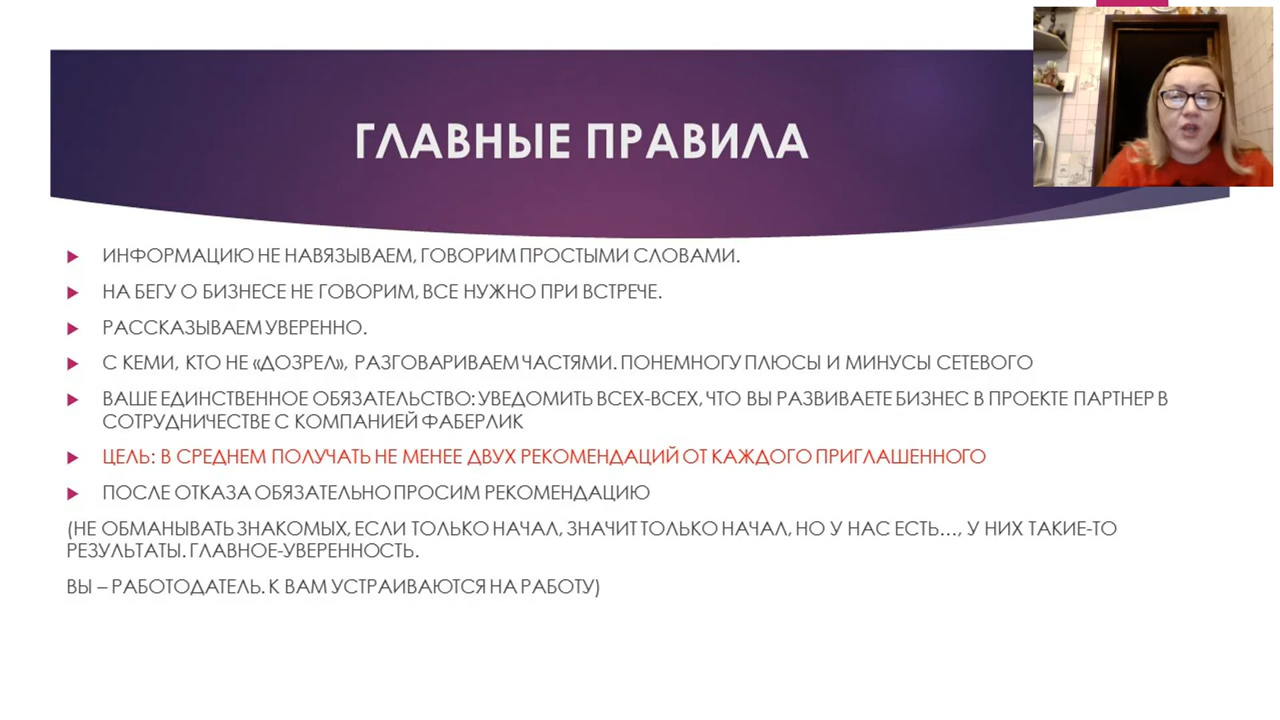 ГЛАВНЫЕ ПРАВИЛА
ИНФОРМАЦИЮ НЕ НАВЯЗЫВАЕМ, ГОВОРИМ ПРОСТЫМИ СЛОВАМИ.
НА БЕГУ О БИЗНЕСЕ НЕ ГОВОРИМ, ВСЕ НУЖНО ПРИ ВСТРЕЧЕ.
РАССКАЗЫВАЕМ УВЕРЕННО.
С КЕМИ, КТО НЕ «ДОЗРЕЛ», РАЗГОВАРИВАЕМ ЧАСТЯМИ. ПОНЕМНОГУ ПЛЮСЫ И МИНУСЫ СЕТЕВОГО
ВАШЕ ЕДИНСТВЕННОЕ ОБЯЗАТЕЛЬСТВО: УВЕДОМИТЬ ВСЕХ-ВСЕХ, ЧТО ВЫ РАЗВИВАЕТЕ БИЗНЕС В ПРОЕКТЕ ПАРТНЕР В
СОТРУДНИЧЕСТВЕ С КОМПАНИЕЙ ФАБЕРЛИК
ЦЕЛЬ: В СРЕДНЕМ ПОЛУЧАТЬ НЕ МЕНЕЕ ДВУХ РЕКОМЕНДАЦИЙ ОТ КАЖДОГО ПРИГЛАШЕННОГО
ПОСЛЕ ОТКАЗА ОБЯЗАТЕЛЬНО ПРОСИМ РЕКОМЕНДАЦИЮ
(НЕ ОБМАНЫВАТЬ ЗНАКОМЫХ, ЕСЛИ ТОЛЬКО НАЧАЛ, ЗНАЧИТ ТОЛЬКО НАЧАЛ, НО У НАС ЕСТЬ…, У НИХ ТАКИЕ-ТО
РЕЗУЛЬТАТЫ. ГЛАВНОЕ-УВЕРЕННОСТЬ.
ВЫ – РАБОТОДАТЕЛЬ. К ВАМ УСТРАИВАЮТСЯ НА РАБОТУ)